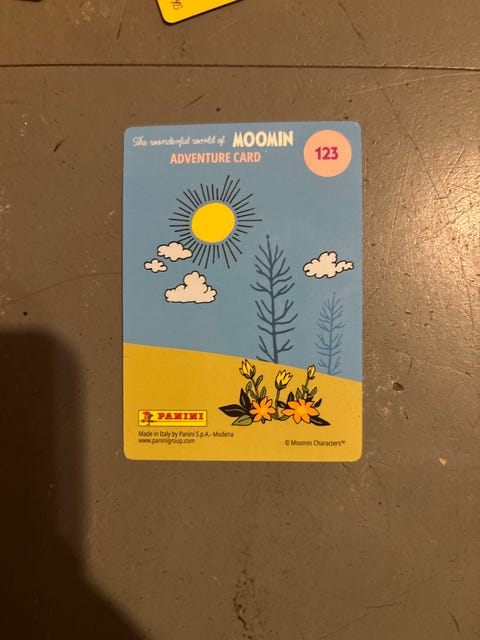 The wonderful world of MOOMIN
ADVENTURE CARD
123
PANINI
Made in Italy by Panini S.p.A.- Modena
www.paninigroup.com
© Moomin Characters™